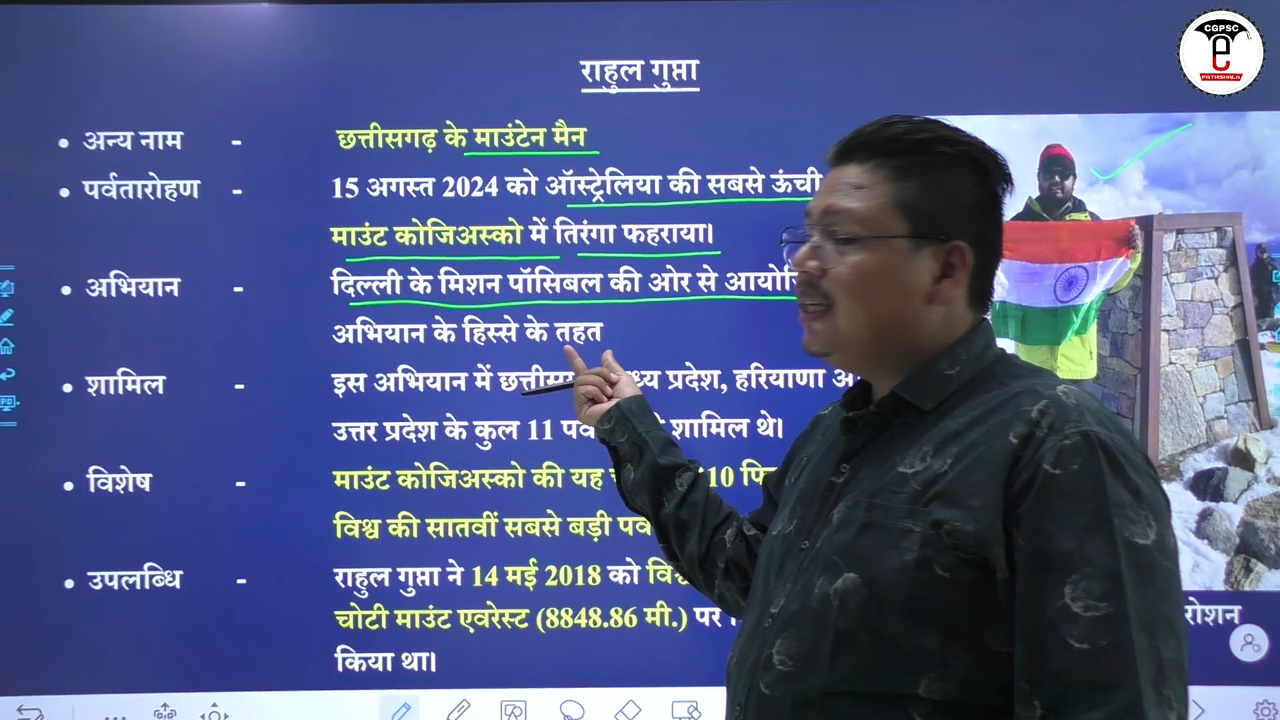 CGPSC
e
PATHSHALA
राहुल गुप्ता
• अन्य नाम - छत्तीसगढ़ के माउंटेन मैन
• पर्वतारोहण - 15 अगस्त 2024 को ऑस्ट्रेलिया की सबसे ऊंची
माउंट कोजिअस्को में तिरंगा फहराया।
• अभियान - दिल्ली के मिशन पॉसिबल की ओर से
अभियान के हिस्से के तहत
• शामिल - इस अभियान में प्रदेश, हरियाणा
उत्तर प्रदेश के कुल 11 शामिल थे।
• विशेष - माउंट कोजिअस्को की यह 10
विश्व की सातवीं सबसे बड़ी
• उपलब्धि - राहुल गुप्ता ने 14 मई 2018 को
चोटी माउंट एवरेस्ट (8848.86 मी.) पर रोशन
किया था।